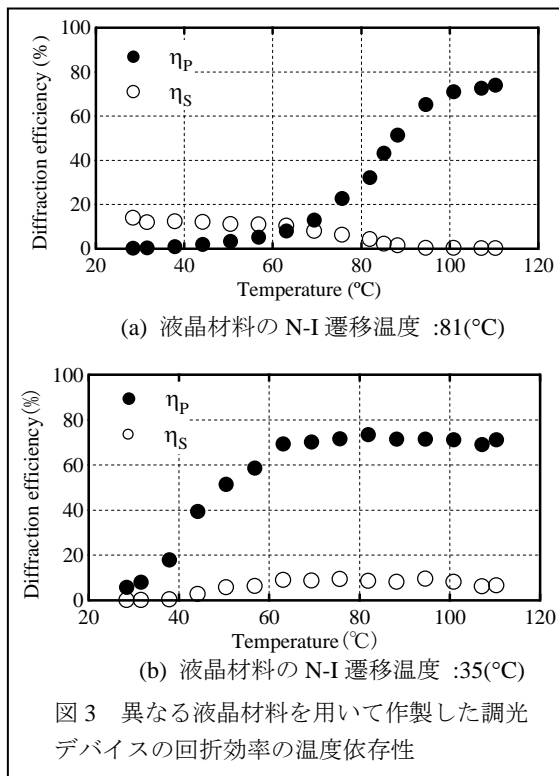 Diffraction efficiency (%)
100
80
60
40
20
0
ηP
ηS
20 40 60 80 100 120
Temperature (ºC)
(a) 液晶材料の N-I 遷移温度 :81(°C)
Diffraction efficiency (%)
100
80
60
40
20
0
ηP
ηS
20 40 60 80 100 120
Temperature(℃)
(b) 液晶材料の N-I 遷移温度 :35(°C)
図 3 異なる液晶材料を用いて作製した調光
デバイスの回折効率の温度依存性